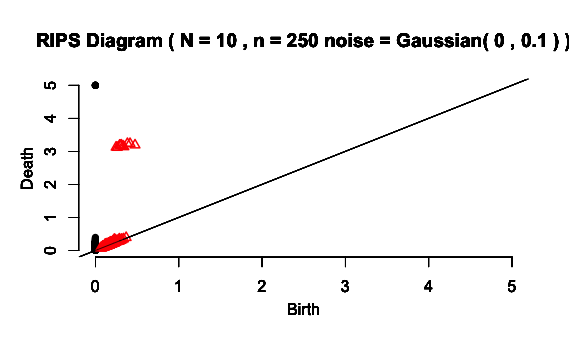 RIPS Diagram ( N = 10 , n = 250 noise = Gaussian( 0 , 0.1 ) )
Death
5
4
3
2
1
0
0 1 2 3 4 5
Birth